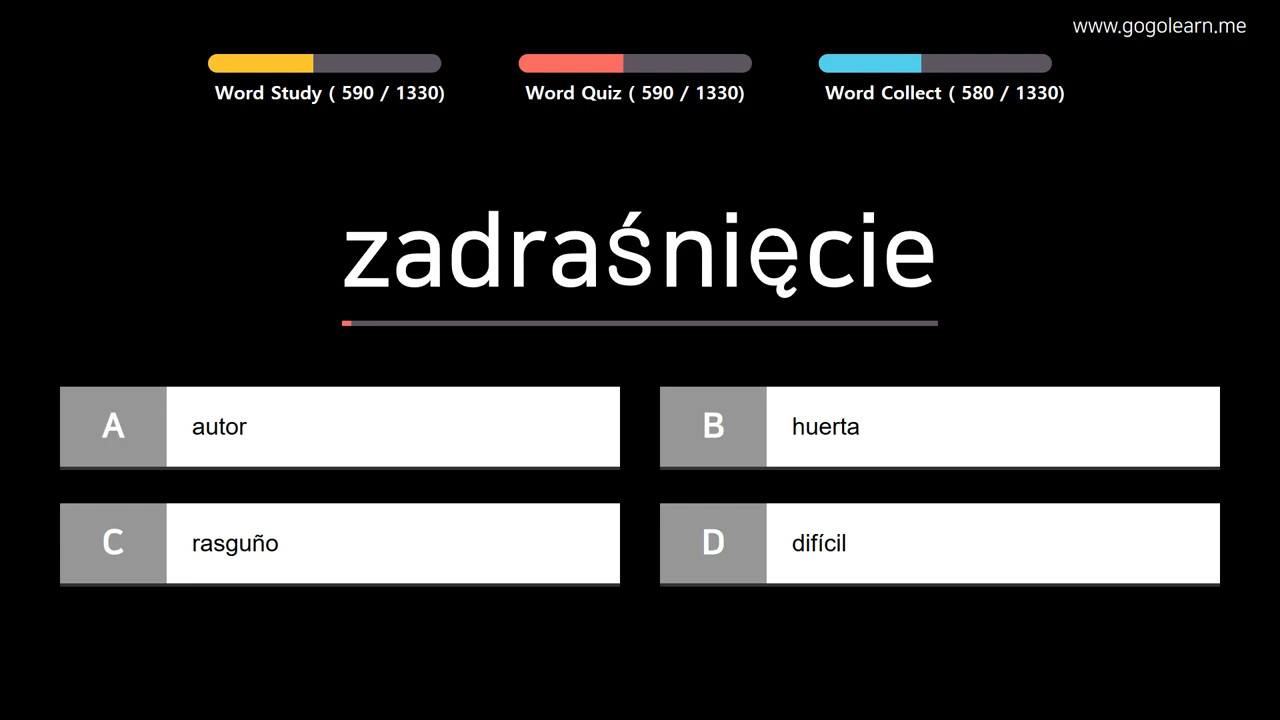 www.gogolearn.me
Word Study ( 590 / 1330)
Word Quiz ( 590 / 1330)
Word Collect ( 580 / 1330)
zadraśnięcie
A autor
B huerta
C rasguño
D difícil